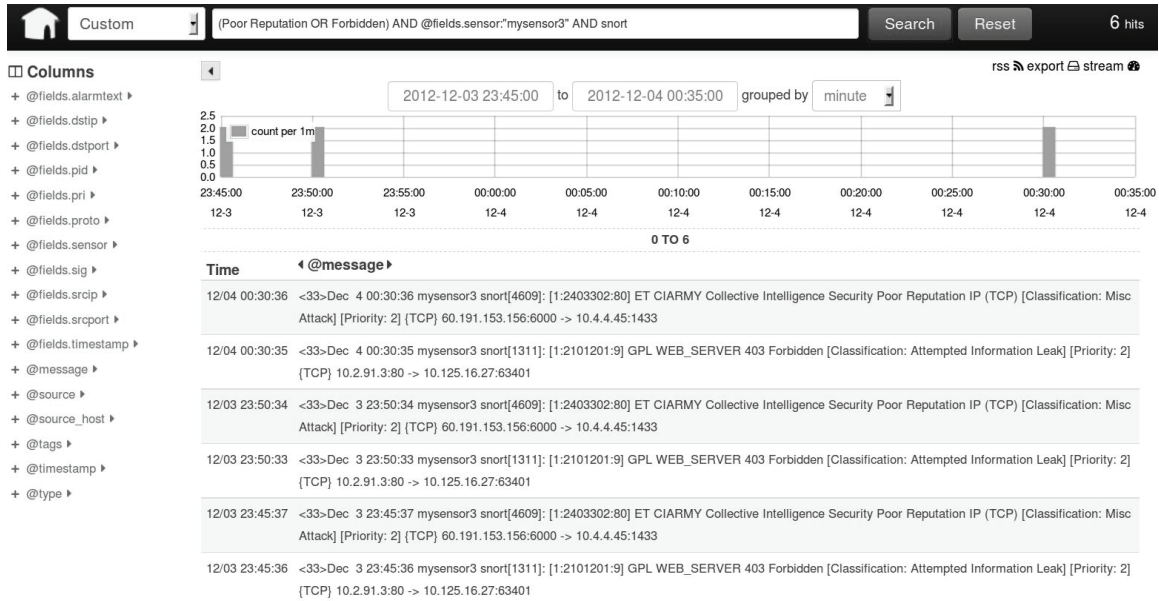 Custom
(Poor Reputation OR Forbidden) AND @fields.sensor:"mysensor3" AND snort
Search
Reset
6 hits
Columns
@fields.alarmtext
@fields.dstip
@fields.dstport
@fields.pid
@fields.pri
@fields.proto
@fields.sensor
@fields.sig
@fields.srcip
@fields.srcport
@fields.timestamp
@message
@source
@source_host
@tags
@timestamp
@type
rss export stream
2012-12-03 23:45:00 to 2012-12-04 00:35:00 grouped by minute
2.5
2.0
1.5
1.0
0.5
0.0
count per 1m
23:45:00 23:50:00 23:55:00 00:00:00 00:05:00 00:10:00 00:15:00 00:20:00 00:25:00 00:30:00 00:35:00
12-3 12-3 12-3 12-4 12-4 12-4 12-4 12-4 12-4 12-4 12-4
0 TO 6
Time @message
12/04 00:30:36 <33>Dec 4 00:30:36 mysensor3 snort[4609]: [1:2403302:80] ET CIARMY Collective Intelligence Security Poor Reputation IP (TCP) [Classification: Misc
Attack] [Priority: 2] {TCP} 60.191.153.156:6000 -> 10.4.4.45:1433
12/04 00:30:35 <33>Dec 4 00:30:35 mysensor3 snort[1311]: [1:2101201:9] GPL WEB_SERVER 403 Forbidden [Classification: Attempted Information Leak] [Priority: 2]
{TCP} 10.2.91.3:80 -> 10.125.16.27:63401
12/03 23:50:34 <33>Dec 3 23:50:34 mysensor3 snort[4609]: [1:2403302:80] ET CIARMY Collective Intelligence Security Poor Reputation IP (TCP) [Classification: Misc
Attack] [Priority: 2] {TCP} 60.191.153.156:6000 -> 10.4.4.45:1433
12/03 23:50:33 <33>Dec 3 23:50:33 mysensor3 snort[1311]: [1:2101201:9] GPL WEB_SERVER 403 Forbidden [Classification: Attempted Information Leak] [Priority: 2]
{TCP} 10.2.91.3:80 -> 10.125.16.27:63401
12/03 23:45:37 <33>Dec 3 23:45:37 mysensor3 snort[4609]: [1:2403302:80] ET CIARMY Collective Intelligence Security Poor Reputation IP (TCP) [Classification: Misc
Attack] [Priority: 2] {TCP} 60.191.153.156:6000 -> 10.4.4.45:1433
12/03 23:45:36 <33>Dec 3 23:45:36 mysensor3 snort[1311]: [1:2101201:9] GPL WEB_SERVER 403 Forbidden [Classification: Attempted Information Leak] [Priority: 2]
{TCP} 10.2.91.3:80 -> 10.125.16.27:63401